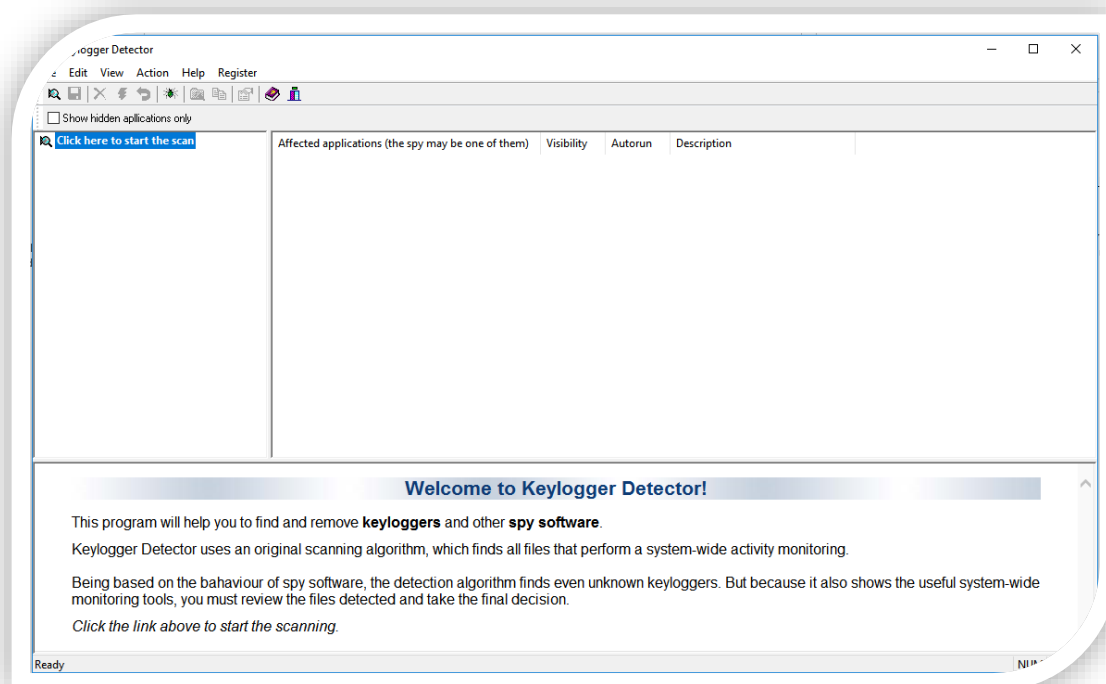 ylogger Detector
Edit View Action Help Register
Show hidden apllications only
Click here to start the scan
Affected applications (the spy may be one of them) Visibility Autorun Description
Welcome to Keylogger Detector!
This program will help you to find and remove keyloggers and other spy software.
Keylogger Detector uses an original scanning algorithm, which finds all files that perform a system-wide activity monitoring.
Being based on the bahaviour of spy software, the detection algorithm finds even unknown keyloggers. But because it also shows the useful system-wide
monitoring tools, you must review the files detected and take the final decision.
Click the link above to start the scanning.
Ready